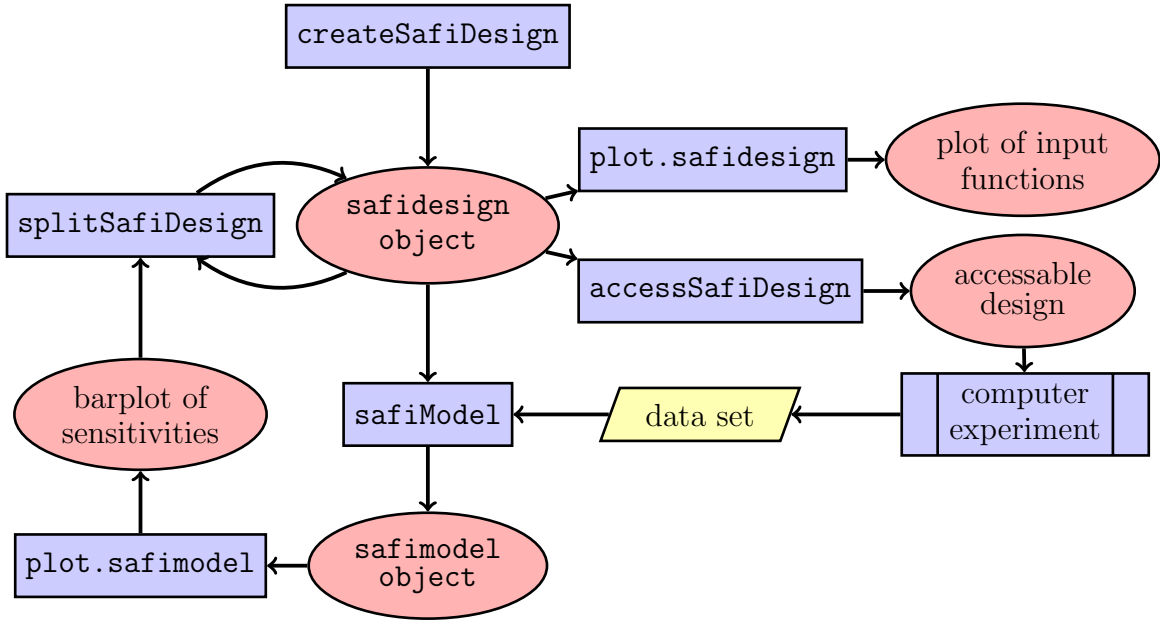 createSafiDesign
plot.safidesign
plot of input
functions
splitSafiDesign
safidesign
object
accessSafiDesign
accessable
design
barplot of
sensitivities
safiModel
data set
computer
experiment
plot.safimodel
safimodel
object